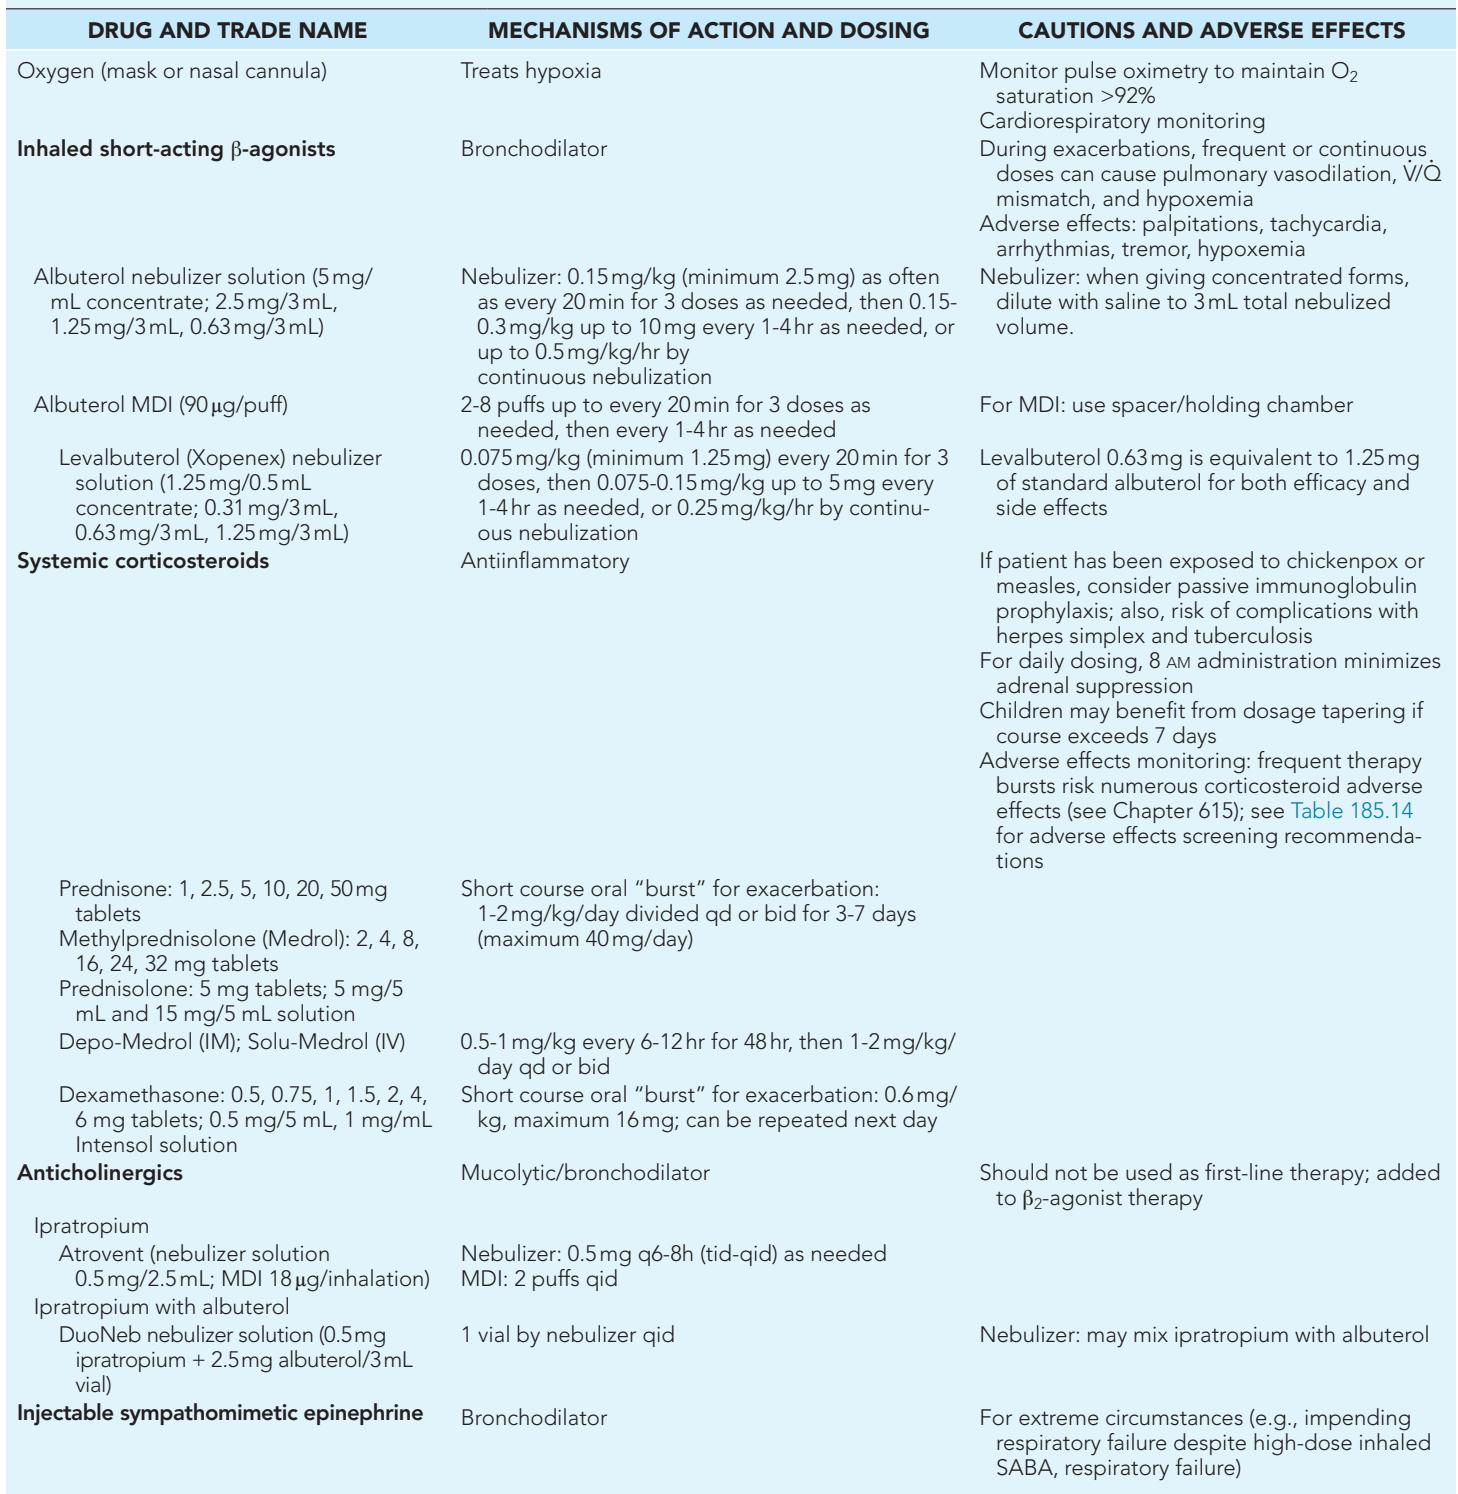 DRUG AND TRADE NAME
MECHANISMS OF ACTION AND DOSING
CAUTIONS AND ADVERSE EFFECTS
Oxygen (mask or nasal cannula)
Treats hypoxia
Monitor pulse oximetry to maintain O₂
saturation >92%
Cardiorespiratory monitoring
Inhaled short-acting β-agonists
Bronchodilator
During exacerbations, frequent or continuous
doses can cause pulmonary vasodilation, V̇/Q̇
mismatch, and hypoxemia
Adverse effects: palpitations, tachycardia,
arrhythmias, tremor, hypoxemia
Albuterol nebulizer solution (5 mg/
mL concentrate; 2.5 mg/3 mL,
1.25 mg/3 mL, 0.63 mg/3 mL)
Nebulizer: 0.15 mg/kg (minimum 2.5 mg) as often
as every 20 min for 3 doses as needed, then 0.15-
0.3 mg/kg up to 10 mg every 1-4 hr as needed, or
up to 0.5 mg/kg/hr by
continuous nebulization
Nebulizer: when giving concentrated forms,
dilute with saline to 3 mL total nebulized
volume.
Albuterol MDI (90 μg/puff)
2-8 puffs up to every 20 min for 3 doses as
needed, then every 1-4 hr as needed
For MDI: use spacer/holding chamber
Levalbuterol (Xopenex) nebulizer
solution (1.25 mg/0.5 mL
concentrate; 0.31 mg/3 mL,
0.63 mg/3 mL, 1.25 mg/3 mL)
0.075 mg/kg (minimum 1.25 mg) every 20 min for 3
doses, then 0.075-0.15 mg/kg up to 5 mg every
1-4 hr as needed, or 0.25 mg/kg/hr by continu-
ous nebulization
Levalbuterol 0.63 mg is equivalent to 1.25 mg
of standard albuterol for both efficacy and
side effects
Systemic corticosteroids
Antiinflammatory
If patient has been exposed to chickenpox or
measles, consider passive immunoglobulin
prophylaxis; also, risk of complications with
herpes simplex and tuberculosis
For daily dosing, 8 AM administration minimizes
adrenal suppression
Children may benefit from dosage tapering if
course exceeds 7 days
Adverse effects monitoring: frequent therapy
bursts risk numerous corticosteroid adverse
effects (see Chapter 615); see Table 185.14
for adverse effects screening recommenda-
tions
Prednisone: 1, 2.5, 5, 10, 20, 50 mg
tablets
Methylprednisolone (Medrol): 2, 4, 8,
16, 24, 32 mg tablets
Prednisolone: 5 mg tablets; 5 mg/5
mL and 15 mg/5 mL solution
Short course oral “burst” for exacerbation:
1-2 mg/kg/day divided qd or bid for 3-7 days
(maximum 40 mg/day)
Depo-Medrol (IM); Solu-Medrol (IV)
0.5-1 mg/kg every 6-12 hr for 48 hr, then 1-2 mg/kg/
day qd or bid
Dexamethasone: 0.5, 0.75, 1, 1.5, 2, 4,
6 mg tablets; 0.5 mg/5 mL, 1 mg/mL
Intensol solution
Short course oral “burst” for exacerbation: 0.6 mg/
kg, maximum 16 mg; can be repeated next day
Anticholinergics
Mucolytic/bronchodilator
Should not be used as first-line therapy; added
to β₂-agonist therapy
Ipratropium
Atrovent (nebulizer solution
0.5 mg/2.5 mL; MDI 18 μg/inhalation)
Nebulizer: 0.5 mg q6-8h (tid-qid) as needed
MDI: 2 puffs qid
Ipratropium with albuterol
DuoNeb nebulizer solution (0.5 mg
ipratropium + 2.5 mg albuterol/3 mL
vial)
1 vial by nebulizer qid
Nebulizer: may mix ipratropium with albuterol
Injectable sympathomimetic epinephrine
Bronchodilator
For extreme circumstances (e.g., impending
respiratory failure despite high-dose inhaled
SABA, respiratory failure)